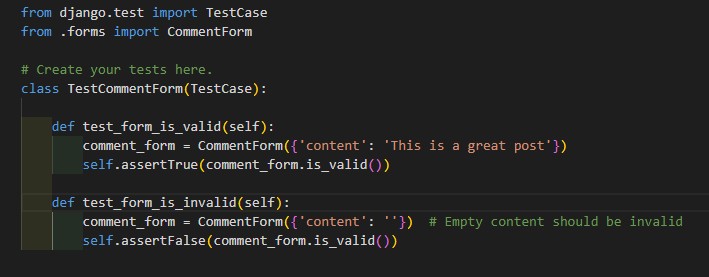 from django.test import TestCase
from .forms import CommentForm
# Create your tests here.
class TestCommentForm(TestCase):
def test_form_is_valid(self):
comment_form = CommentForm({'content': 'This is a great post'})
self.assertTrue(comment_form.is_valid())
def test_form_is_invalid(self):
comment_form = CommentForm({'content': ''})  # Empty content should be invalid
self.assertFalse(comment_form.is_valid())